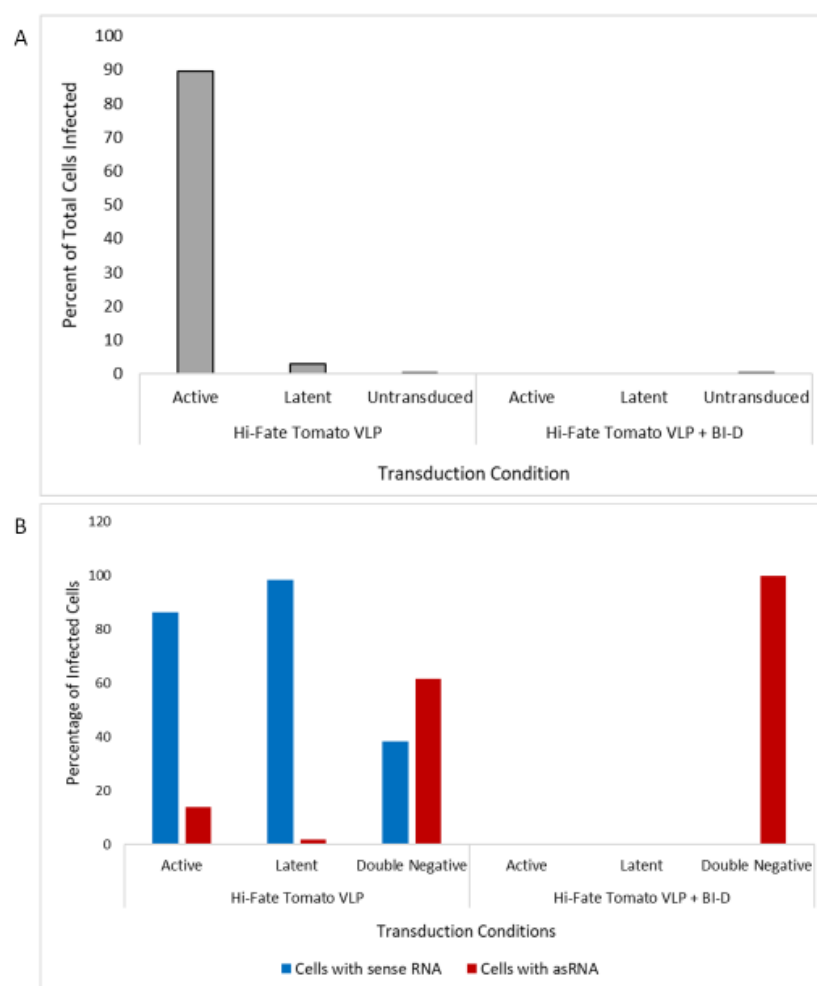 A
100
90
80
70
60
50
40
30
20
10
0
Percent of Total Cells Infected
Active Latent Untransduced Active Latent Untransduced
Hi-Fate Tomato VLP Hi-Fate Tomato VLP + BI-D
Transduction Condition
B
120
100
80
60
40
20
0
Percentage of Infected Cells
Active Latent Double Negative Active Latent Double Negative
Hi-Fate Tomato VLP Hi-Fate Tomato VLP + BI-D
Transduction Conditions
Cells with sense RNA Cells with asRNA